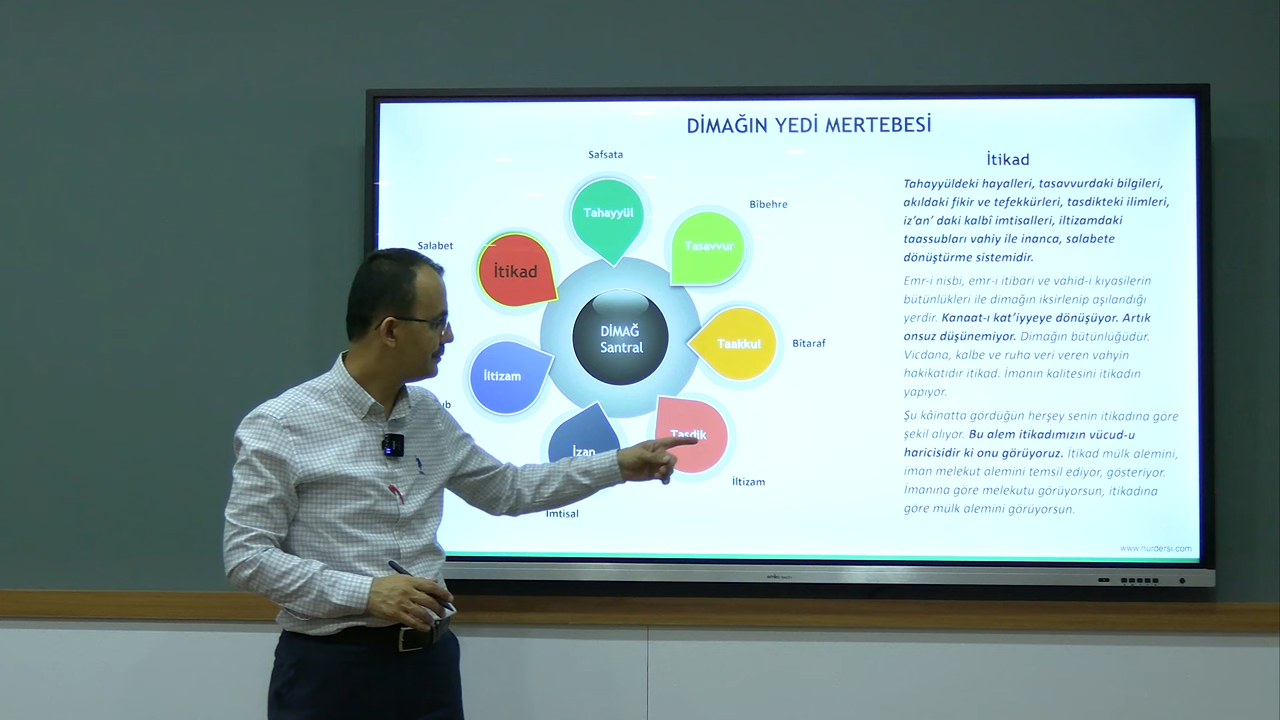 DİMAĞIN YEDİ MERTEBESİ
Safsata
Tahayyül
Bîbehre
Tasavvur
Salabet
İtikad
DİMAĞ
Santral
Taakkul
Bîtaraf
İltizam
Tasdik
İzan
İltizam
İmtisal
İtikad
Tahayyüldeki hayalleri, tasavvurdaki bilgileri,
akıldaki fikir ve tefekkürleri, tasdikteki ilimleri,
iz’an’ daki kalbî imtisalleri, iltizamdaki
taassubları vahiy ile inanca, salabete
dönüştürme sistemidir.
Emr-i nisbi, emr-i itibari ve vahid-i kıyasilerin
bütünlükleri ile dimağın iksirlenip aşılandığı
yerdir. Kanaat-ı kat’iyyeye dönüşüyor. Artık
onsuz düşünemiyor. Dimağın bütünlüğüdür.
Vicdana, kalbe ve ruha veri veren vahyin
hakikatıdır itikad. İmanın kalitesini itikadın
yapıyor.
Şu kâinatta gördüğün herşey senin itikadına göre
şekil alıyor. Bu alem itikadımızın vücud-u
haricisidir ki onu görüyoruz. İtikad mülk alemini,
iman melekut alemini temsil ediyor, gösteriyor.
İmanına göre melekutu görüyorsun, itikadına
göre mülk alemini görüyorsun.
www.nurdersi.com